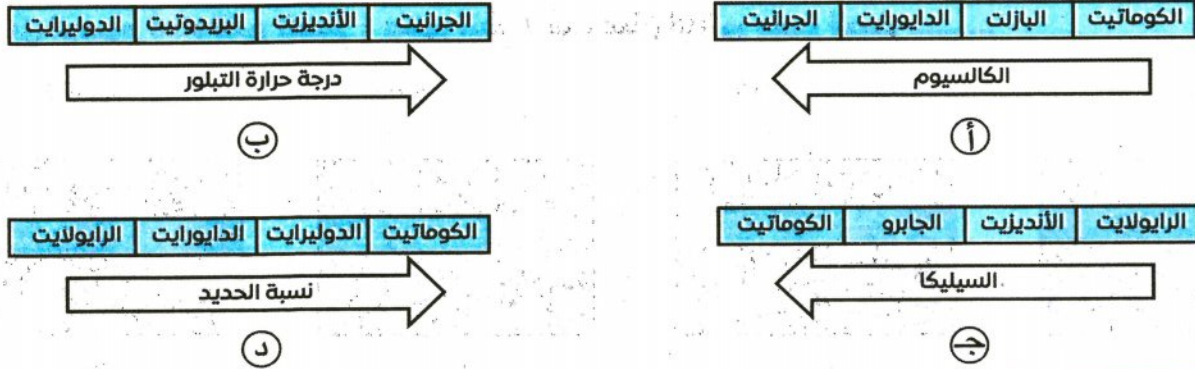 الكوماتيت البازلت الدايورايت الجرانيت
الكالسيوم
أ
الجرانيت الأنديزيت البريدوتيت الدوليرايت
درجة حرارة التبلور
ب
الرايولايت الأنديزيت الجابرو الكوماتيت
السيليكا
جـ
الكوماتيت الدوليرايت الدايورايت الرايولايت
نسبة الحديد
د